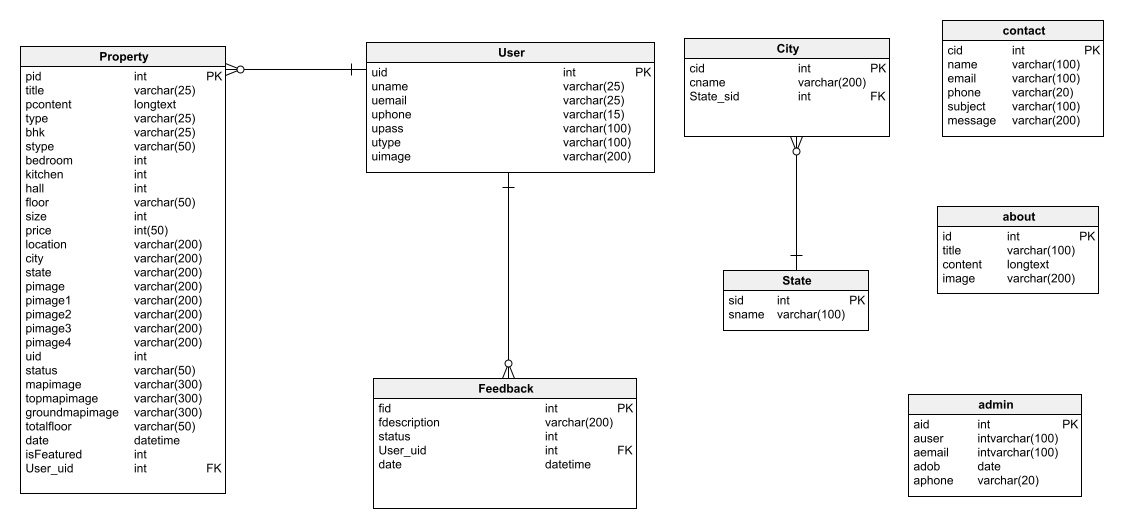 Property
pid int PK
title varchar(25)
pcontent longtext
type varchar(25)
bhk varchar(25)
stype varchar(50)
bedroom int
kitchen int
hall int
floor varchar(50)
size int
price int(50)
location varchar(200)
city varchar(200)
state varchar(200)
pimage varchar(200)
pimage1 varchar(200)
pimage2 varchar(200)
pimage3 varchar(200)
pimage4 varchar(200)
uid int
status varchar(50)
mapimage varchar(300)
topmapimage varchar(300)
groundmapimage varchar(300)
totalfloor varchar(50)
date datetime
isFeatured int
User_uid int FK
User
uid int PK
uname varchar(25)
uemail varchar(25)
uphone varchar(15)
upass varchar(100)
utype varchar(100)
uimage varchar(200)
Feedback
fid int PK
fdescription varchar(200)
status int
User_uid int FK
date datetime
City
cid int PK
cname varchar(200)
State_sid int FK
State
sid int PK
sname varchar(100)
contact
cid int PK
name varchar(100)
email varchar(100)
phone varchar(20)
subject varchar(100)
message varchar(200)
about
id int PK
title varchar(100)
content longtext
image varchar(200)
admin
aid int PK
auser intvarchar(100)
aemail intvarchar(100)
adob date
aphone varchar(20)